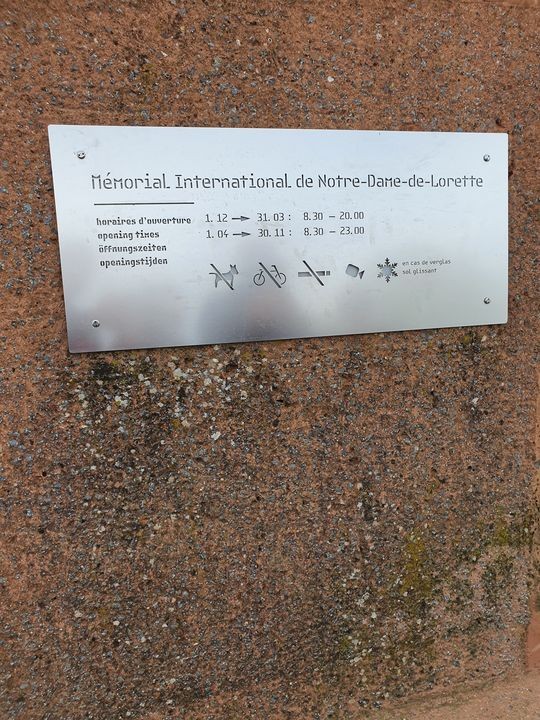 Mémorial International de Notre-Dame-de-Lorette
horaires d'ouverture 1. 12 → 31. 03 : 8.30 – 20.00
opening times 1. 04 → 30. 11 : 8.30 – 23.00
öffnungszeiten
openingstijden
en cas de verglas
sol glissant